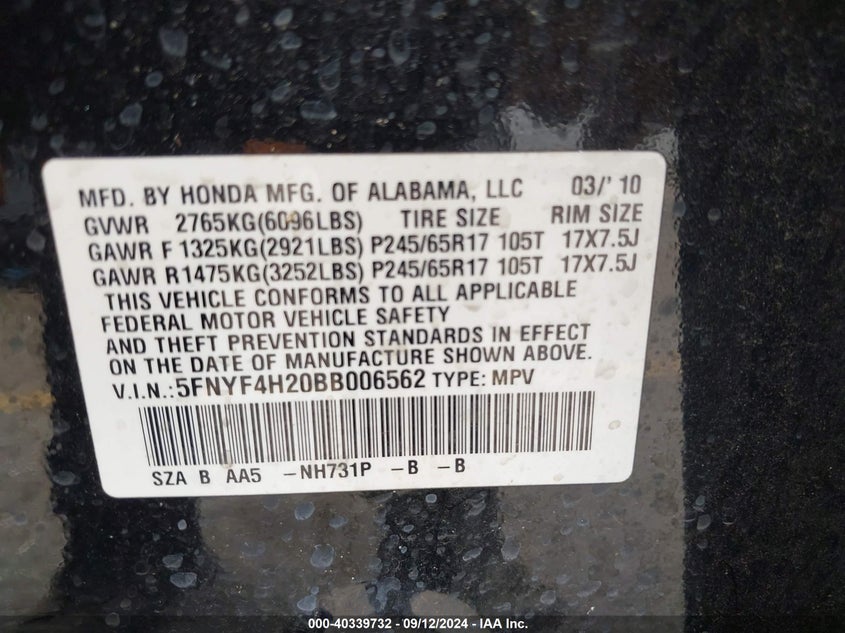 MFD. BY HONDA MFG. OF ALABAMA, LLC 03/' 10
GVWR 2765KG(6096LBS) TIRE SIZE RIM SIZE
GAWR F 1325KG(2921LBS) P245/65R17 105T 17X7.5J
GAWR R1475KG(3252LBS) P245/65R17 105T 17X7.5J
THIS VEHICLE CONFORMS TO ALL APPLICABLE
FEDERAL MOTOR VEHICLE SAFETY
AND THEFT PREVENTION STANDARDS IN EFFECT
ON THE DATE OF MANUFACTURE SHOWN ABOVE.
V.I.N.:5FNYF4H20BB006562 TYPE: MPV
SZA B AA5 -NH731P -B -B
000-40339732 - 09/12/2024 - IAA Inc.